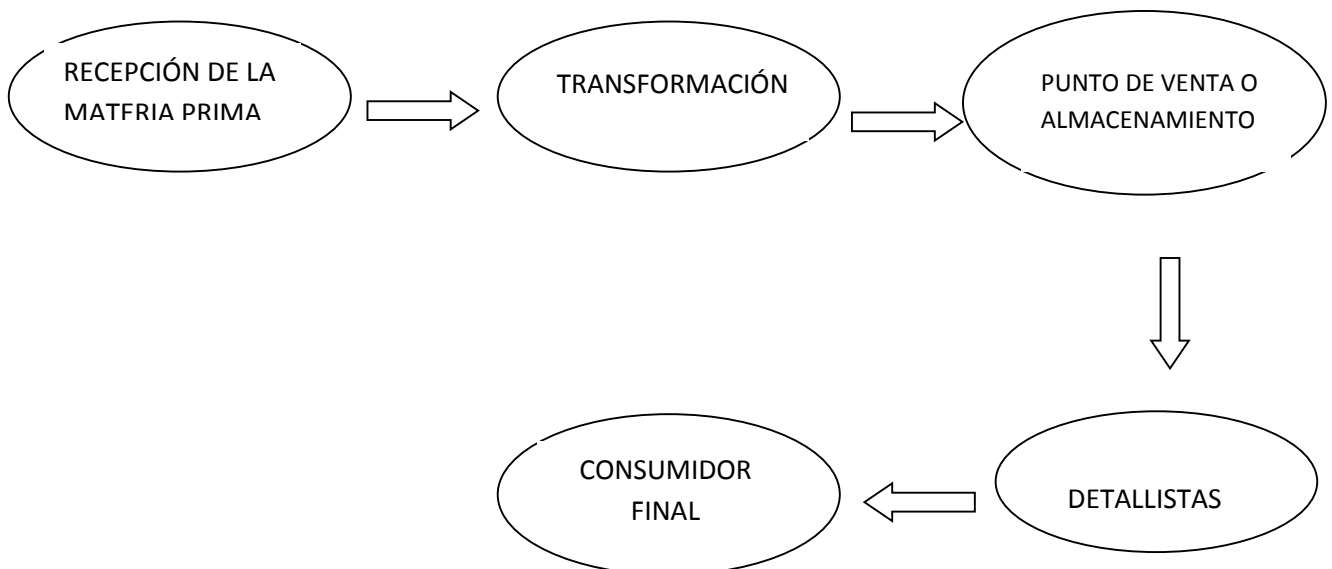 RECEPCIÓN DE LA
MATERIA PRIMA
TRANSFORMACIÓN
PUNTO DE VENTA O
ALMACENAMIENTO
DETALLISTAS
CONSUMIDOR
FINAL